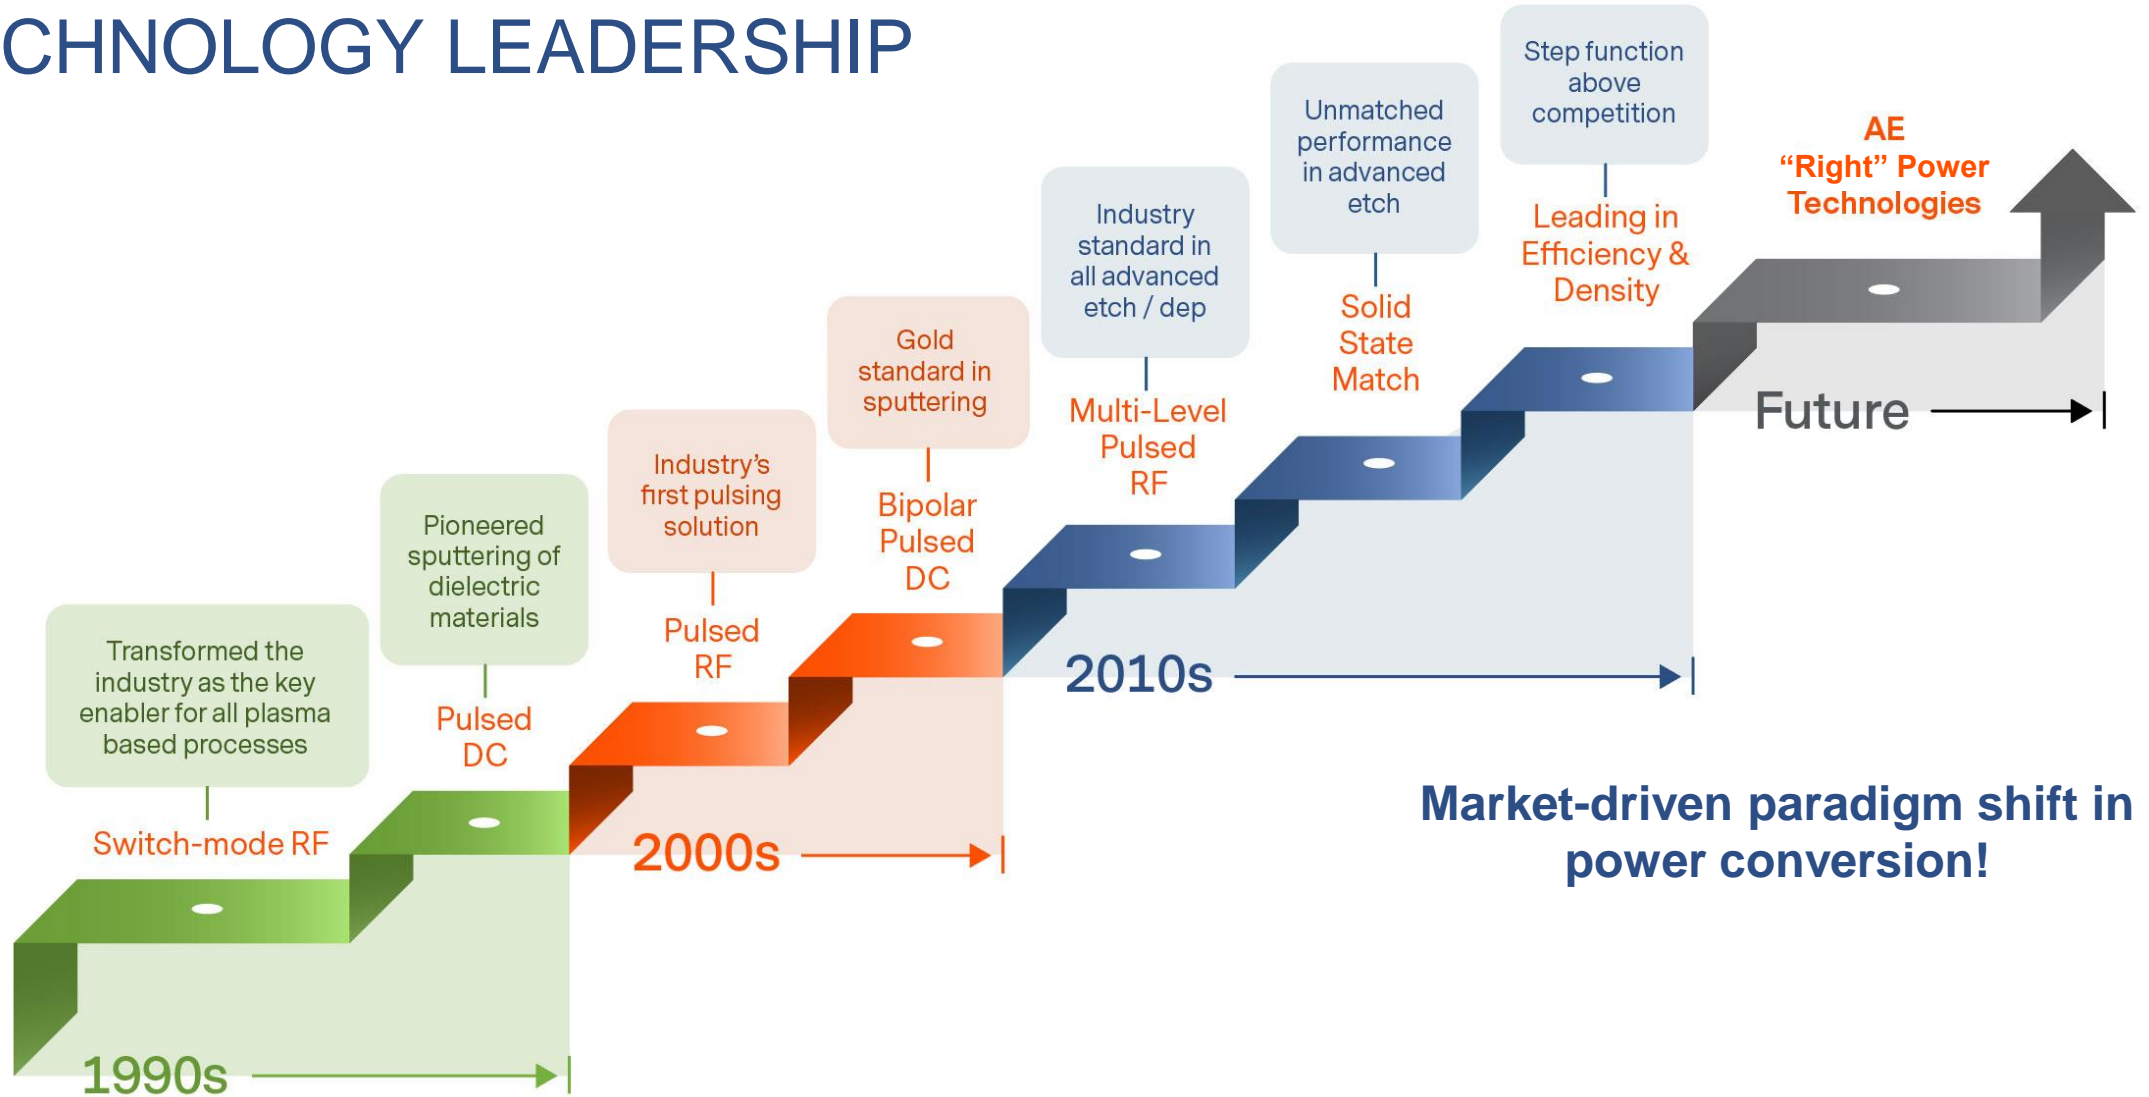 CHNOLOGY LEADERSHIP
Transformed the
industry as the key
enabler for all plasma
based processes
Switch-mode RF
Pioneered
sputtering of
dielectric
materials
Pulsed
DC
1990s
Industry's
first pulsing
solution
Pulsed
RF
Gold
standard in
sputtering
Bipolar
Pulsed
DC
2000s
Industry
standard in
all advanced
etch / dep
Multi-Level
Pulsed
RF
Unmatched
performance
in advanced
etch
Solid
State
Match
Step function
above
competition
Leading in
Efficiency &
Density
2010s
AE
“Right” Power
Technologies
Future
Market-driven paradigm shift in
power conversion!